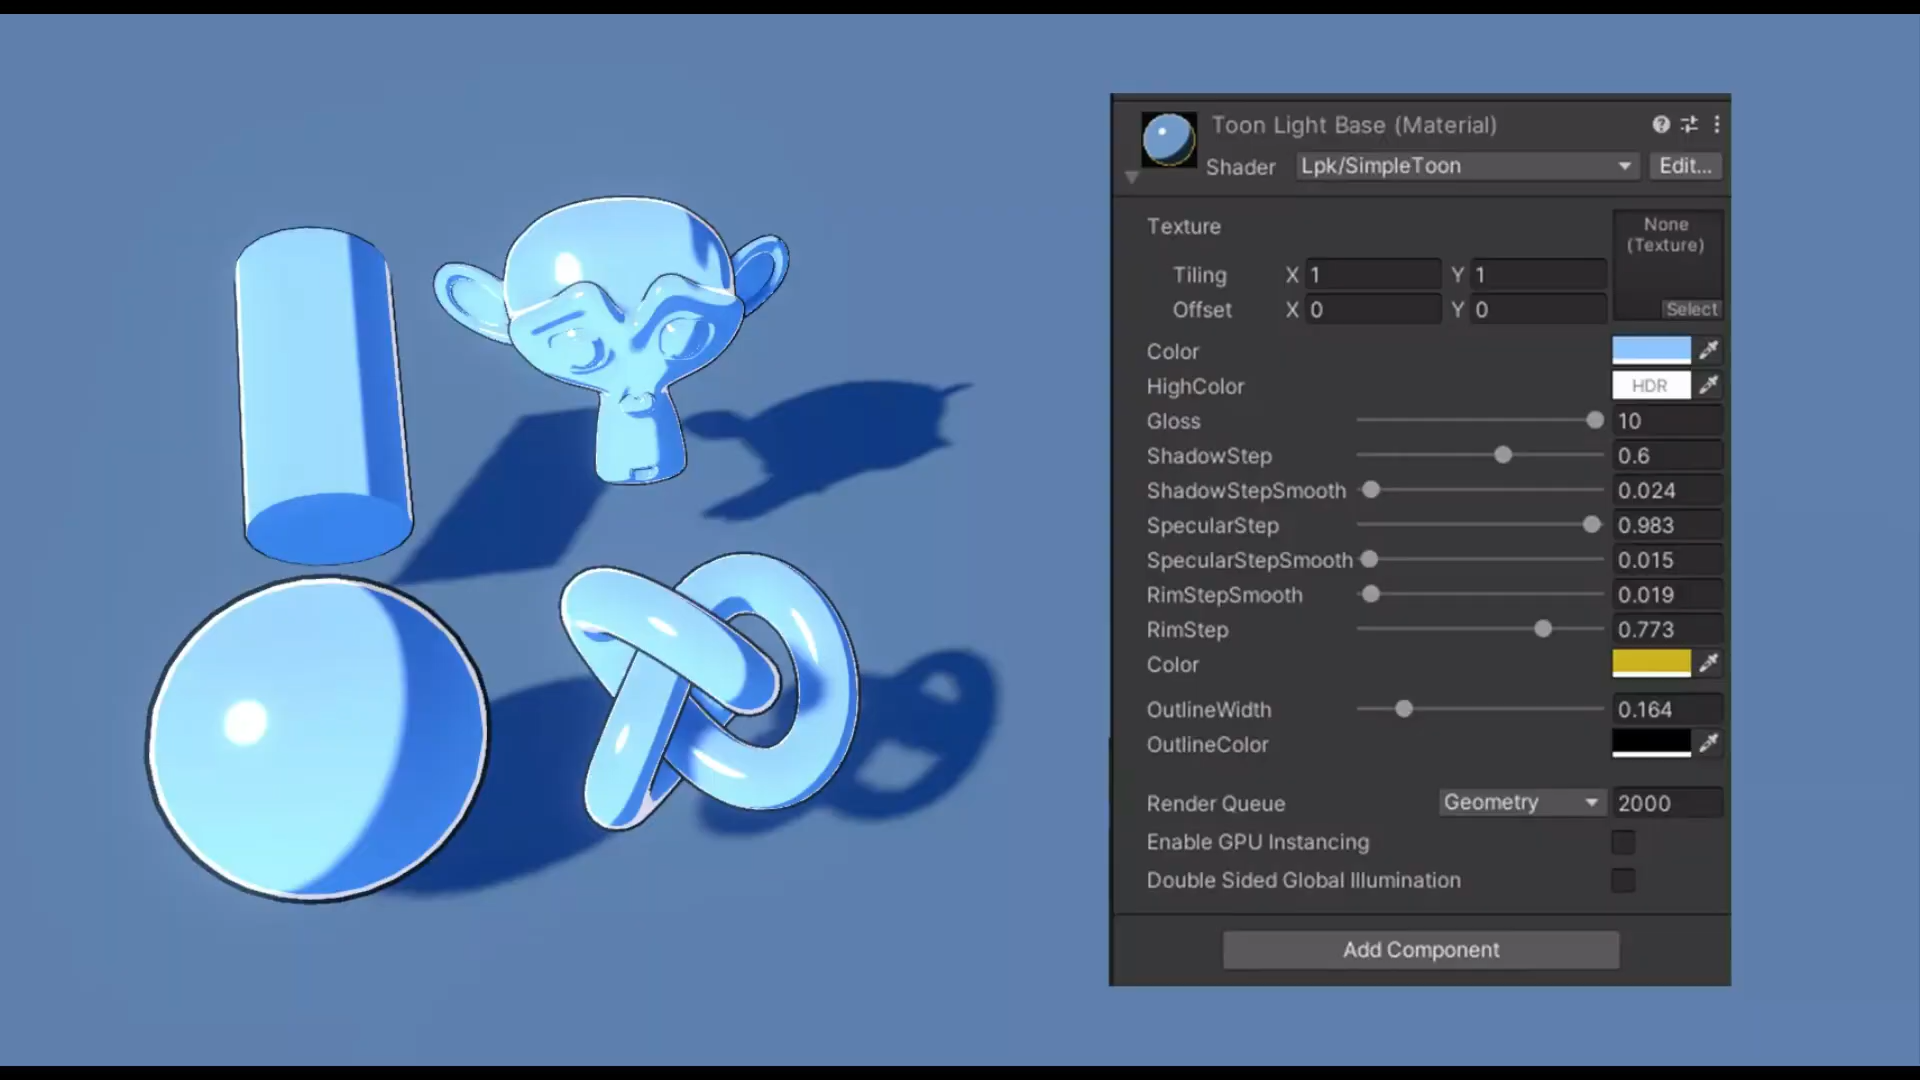 Toon Light Base (Material)
Shader Lpk/SimpleToon Edit...
Texture None
(Texture)
Tiling X 1 Y 1
Offset X 0 Y 0 Select
Color
HighColor HDR
Gloss 10
ShadowStep 0.6
ShadowStepSmooth 0.024
SpecularStep 0.983
SpecularStepSmooth 0.015
RimStepSmooth 0.019
RimStep 0.773
Color
OutlineWidth 0.164
OutlineColor
Render Queue Geometry 2000
Enable GPU Instancing
Double Sided Global Illumination
Add Component